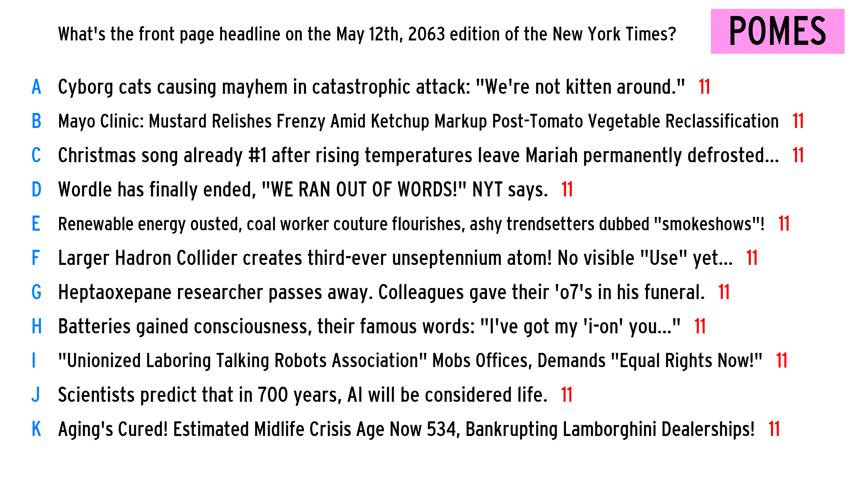 What's the front page headline on the May 12th, 2063 edition of the New York Times?
POMES
A Cyborg cats causing mayhem in catastrophic attack: "We're not kitten around." 11
B Mayo Clinic: Mustard Relishes Frenzy Amid Ketchup Markup Post-Tomato Vegetable Reclassification 11
C Christmas song already #1 after rising temperatures leave Mariah permanently defrosted... 11
D Wordle has finally ended, "WE RAN OUT OF WORDS!" NYT says. 11
E Renewable energy ousted, coal worker couture flourishes, ashy trendsetters dubbed "smokeshows"! 11
F Larger Hadron Collider creates third-ever unseptennium atom! No visible "Use" yet... 11
G Heptaoxepane researcher passes away. Colleagues gave their 'o7's in his funeral. 11
H Batteries gained consciousness, their famous words: "I've got my 'i-on' you..." 11
I "Unionized Laboring Talking Robots Association" Mobs Offices, Demands "Equal Rights Now!" 11
J Scientists predict that in 700 years, AI will be considered life. 11
K Aging's Cured! Estimated Midlife Crisis Age Now 534, Bankrupting Lamborghini Dealerships! 11